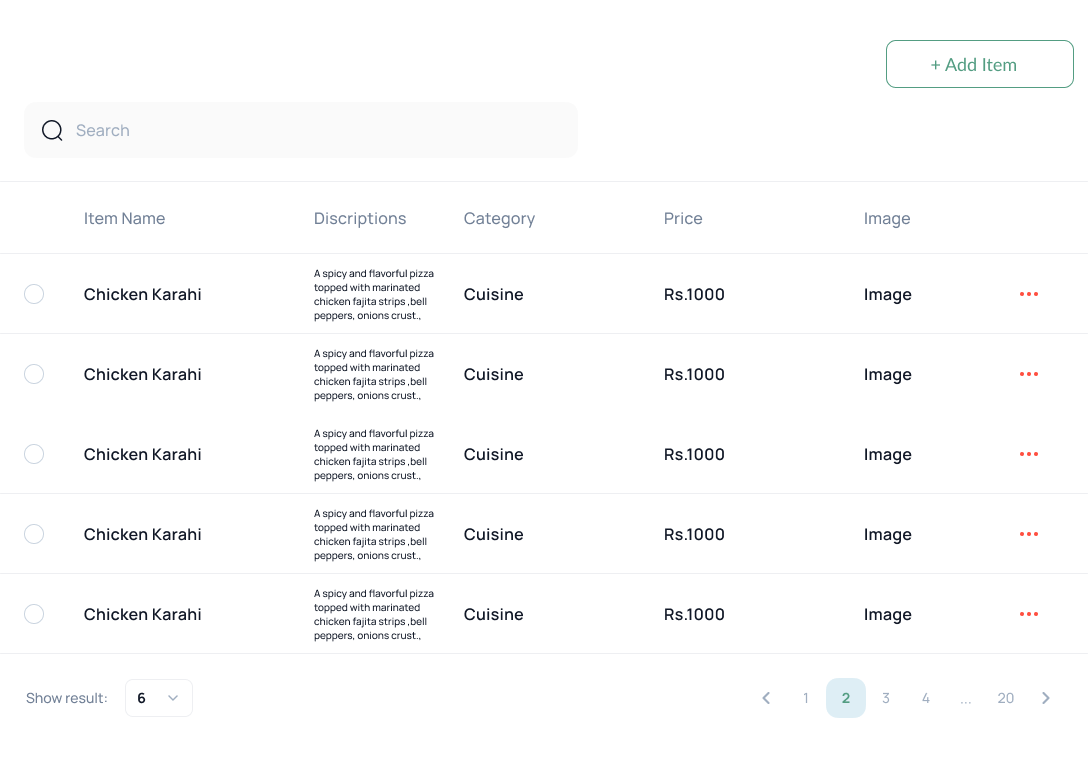 + Add Item
Search
Item Name Discriptions Category Price Image
Chicken Karahi
A spicy and flavorful pizza
topped with marinated
chicken fajita strips ,bell
peppers, onions crust.,
Cuisine Rs.1000 Image
Chicken Karahi
A spicy and flavorful pizza
topped with marinated
chicken fajita strips ,bell
peppers, onions crust.,
Cuisine Rs.1000 Image
Chicken Karahi
A spicy and flavorful pizza
topped with marinated
chicken fajita strips ,bell
peppers, onions crust.,
Cuisine Rs.1000 Image
Chicken Karahi
A spicy and flavorful pizza
topped with marinated
chicken fajita strips ,bell
peppers, onions crust.,
Cuisine Rs.1000 Image
Chicken Karahi
A spicy and flavorful pizza
topped with marinated
chicken fajita strips ,bell
peppers, onions crust.,
Cuisine Rs.1000 Image
Show result: 6 1 2 3 4 ... 20